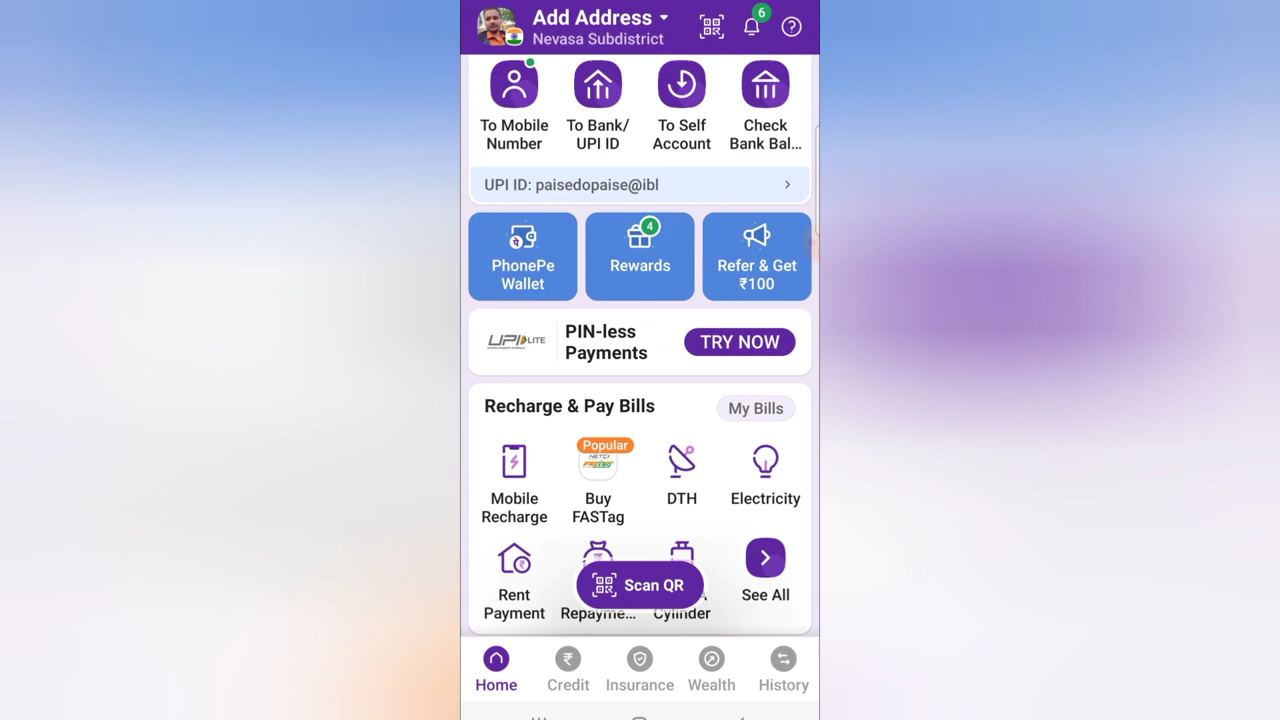 Add Address
Nevasa Subdistrict
6
To Mobile
Number
To Bank/
UPI ID
To Self
Account
Check
Bank Bal...
UPI ID: paisedopaise@ibl
PhonePe
Wallet
4
Rewards
Refer & Get
₹100
UPI LITE
PIN-less
Payments
TRY NOW
Recharge & Pay Bills
My Bills
Mobile
Recharge
Popular
FASTag
Buy
FASTag
DTH
Electricity
Rent
Payment
Repayme...
Cylinder
See All
Scan QR
Home
Credit
Insurance
Wealth
History